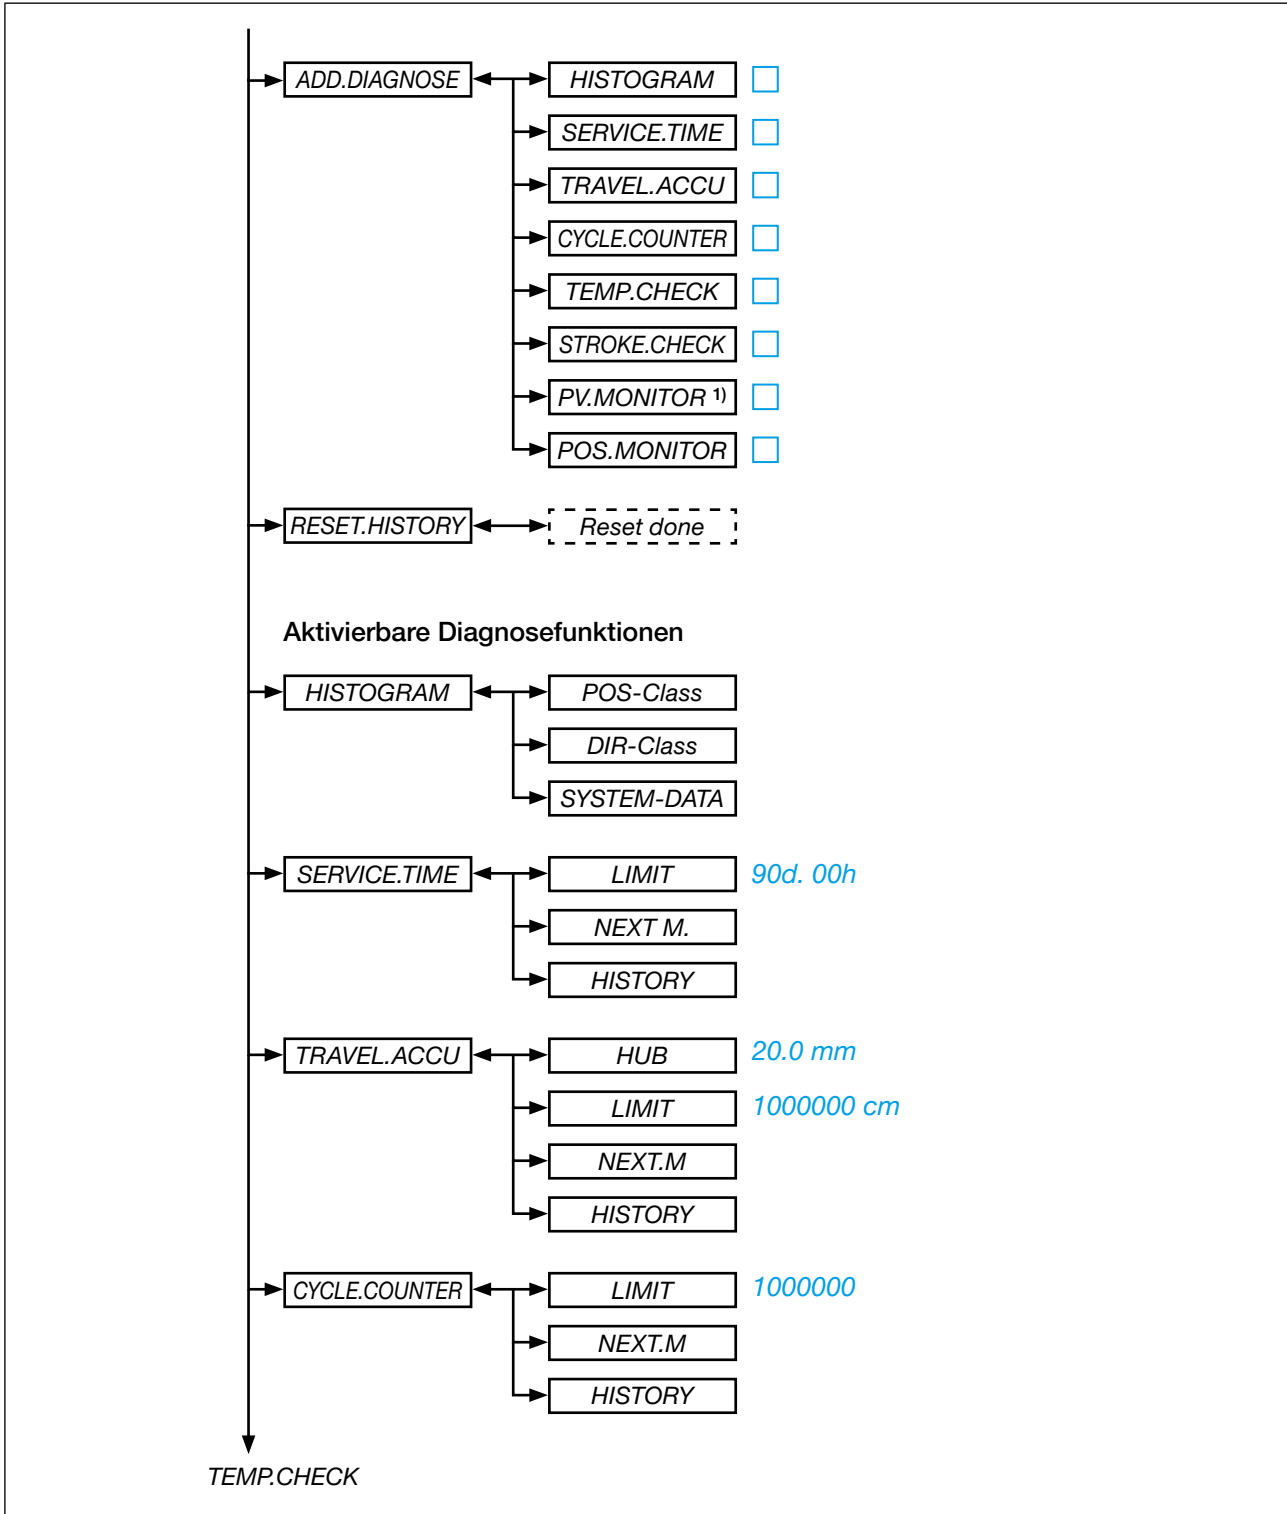 ADD.DIAGNOSE
HISTOGRAM
SERVICE.TIME
TRAVEL.ACCU
CYCLE.COUNTER
TEMP.CHECK
STROKE.CHECK
PV.MONITOR 1)
POS.MONITOR
RESET.HISTORY
Reset done
Aktivierbare Diagnosefunktionen
HISTOGRAM
POS-Class
DIR-Class
SYSTEM-DATA
SERVICE.TIME
LIMIT 90d. 00h
NEXT M.
HISTORY
TRAVEL.ACCU
HUB 20.0 mm
LIMIT 1000000 cm
NEXT.M
HISTORY
CYCLE.COUNTER
LIMIT 1000000
NEXT.M
HISTORY
TEMP.CHECK